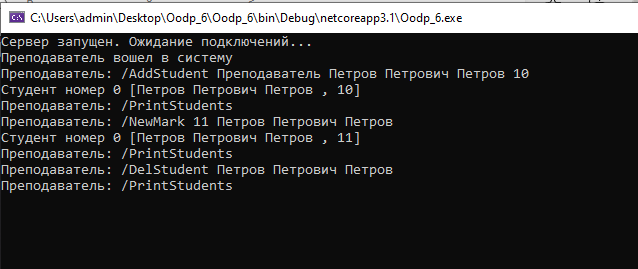 C:\Users\admin\Desktop\Oodp_6\Oodp_6\bin\Debug\netcoreapp3.1\Oodp_6.exe
Сервер запущен. Ожидание подключений...
Преподаватель вошел в систему
Преподаватель: /AddStudent Преподаватель Петров Петрович Петров 10
Студент номер 0 [Петров Петрович Петров , 10]
Преподаватель: /PrintStudents
Преподаватель: /NewMark 11 Петров Петрович Петров
Студент номер 0 [Петров Петрович Петров , 11]
Преподаватель: /PrintStudents
Преподаватель: /DelStudent Петров Петрович Петров
Преподаватель: /PrintStudents